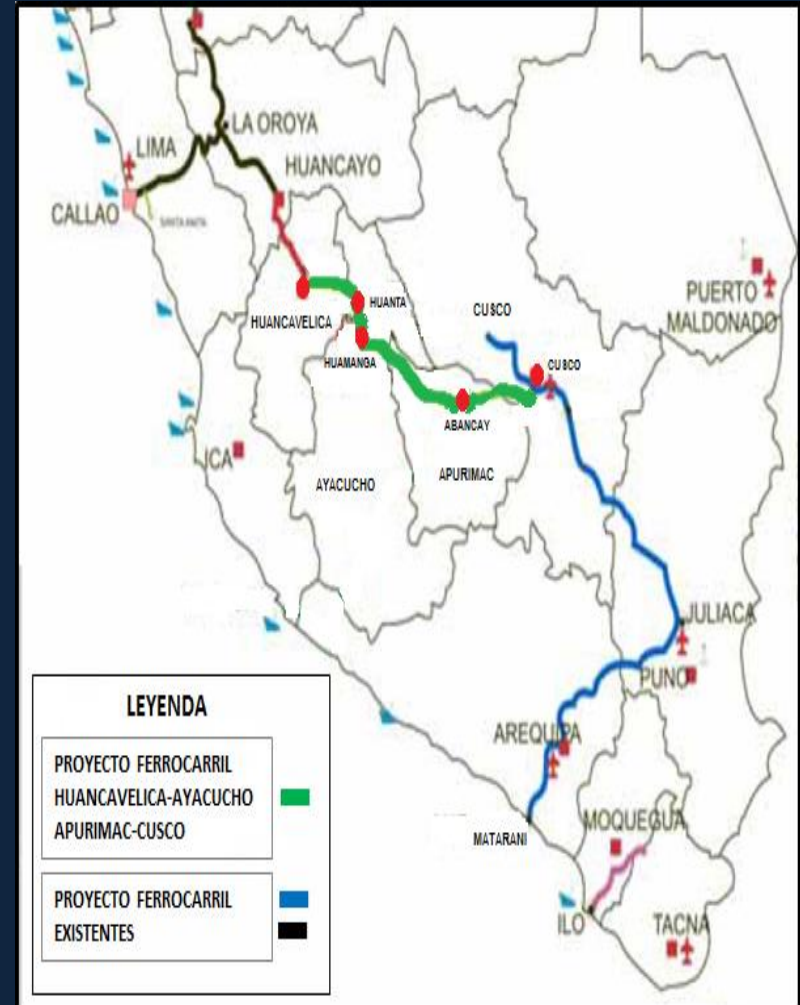 LA OROYA
LIMA
HUANCAYO
CALLAO
SANTA ANITA
PUERTO
MALDONADO
HUANTA
CUSCO
HUANCAVELICA
HUAMANGA
CUSCO
ABANCAY
ICA
AYACUCHO
APURIMAC
JULIACA
PUNO
AREQUIPA
MATARANI
MOQUEGUA
ILO
TACNA
LEYENDA
PROYECTO FERROCARRIL
HUANCAVELICA-AYACUCHO
APURIMAC-CUSCO
PROYECTO FERROCARRIL
EXISTENTES